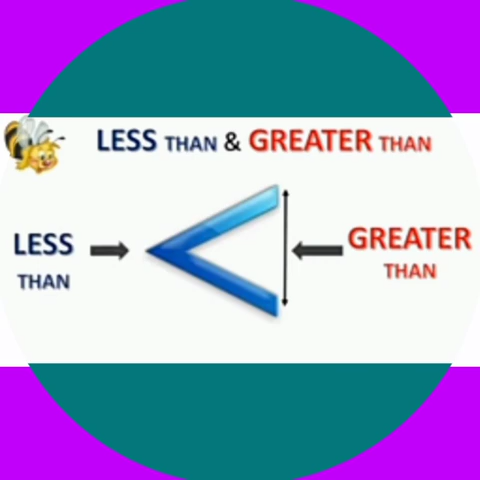 LESS THAN & GREATER THAN
LESS
THAN
GREATER
THAN